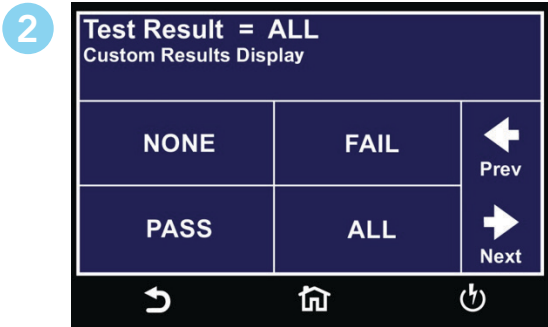 2
Test Result = ALL
Custom Results Display
NONE
FAIL
Prev
PASS
ALL
Next